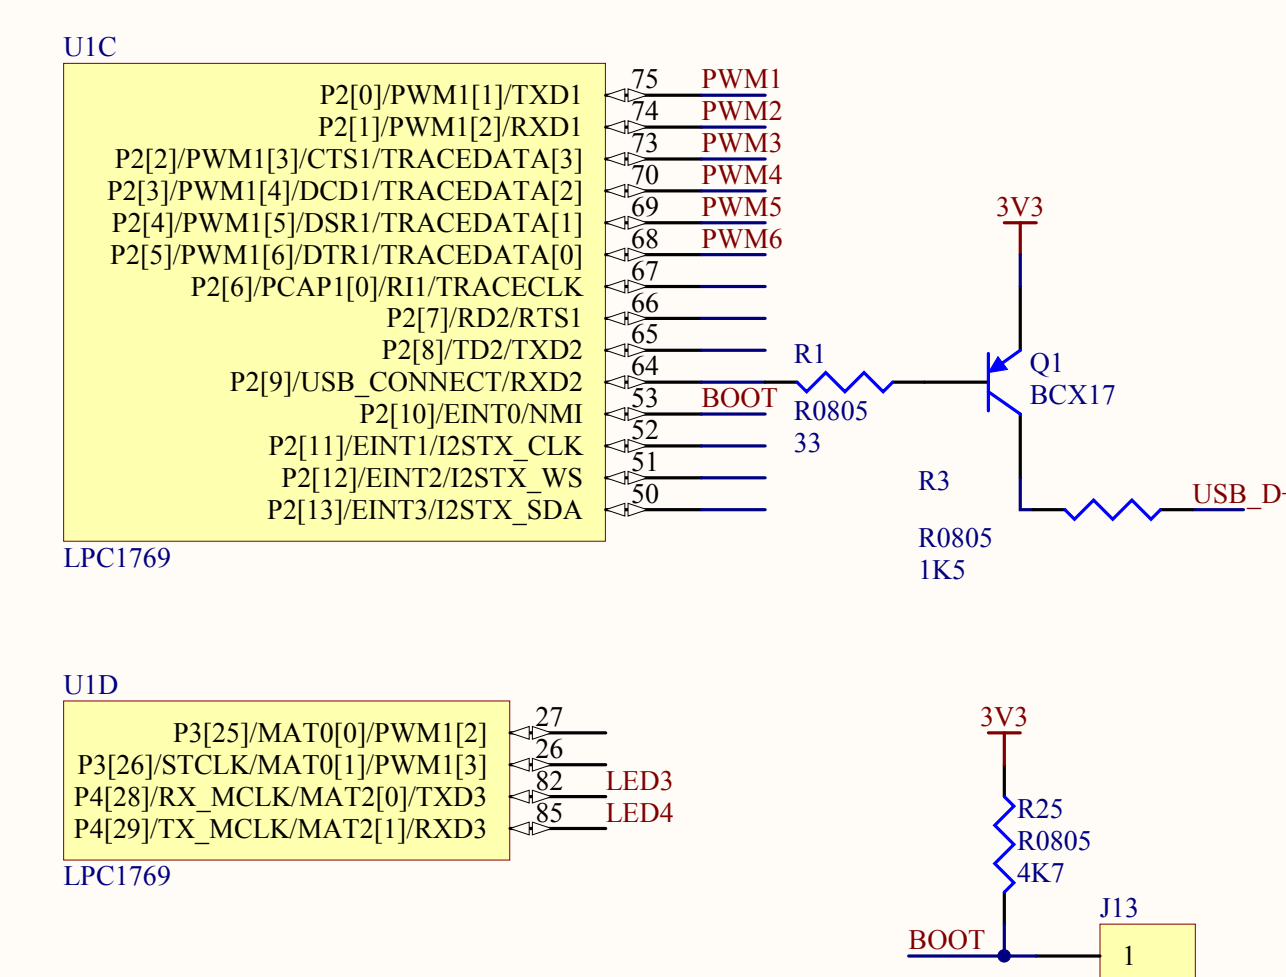 U1C
P2[0]/PWM1[1]/TXD1 75 PWM1
P2[1]/PWM1[2]/RXD1 74 PWM2
P2[2]/PWM1[3]/CTS1/TRACEDATA[3] 73 PWM3
P2[3]/PWM1[4]/DCD1/TRACEDATA[2] 70 PWM4
P2[4]/PWM1[5]/DSR1/TRACEDATA[1] 69 PWM5
P2[5]/PWM1[6]/DTR1/TRACEDATA[0] 68 PWM6
P2[6]/PCAP1[0]/RI1/TRACECLK 67
P2[7]/RD2/RTS1 66
P2[8]/TD2/TXD2 65
P2[9]/USB_CONNECT/RXD2 64
P2[10]/EINT0/NMI 53 BOOT
P2[11]/EINT1/I2STX_CLK 52
P2[12]/EINT2/I2STX_WS 51
P2[13]/EINT3/I2STX_SDA 50
LPC1769
R1
R0805
33
3V3
Q1
BCX17
R3
R0805
1K5
USB_D+
U1D
P3[25]/MAT0[0]/PWM1[2] 27
P3[26]/STCLK/MAT0[1]/PWM1[3] 26
P4[28]/RX_MCLK/MAT2[0]/TXD3 82 LED3
P4[29]/TX_MCLK/MAT2[1]/RXD3 85 LED4
LPC1769
3V3
R25
R0805
4K7
J13
BOOT
1